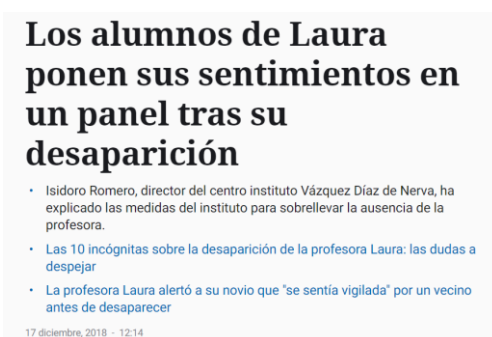 Los alumnos de Laura
ponen sus sentimientos en
un panel tras su
desaparición
• Isidoro Romero, director del centro instituto Vázquez Díaz de Nerva, ha
explicado las medidas del instituto para sobrellevar la ausencia de la
profesora.
• Las 10 incógnitas sobre la desaparición de la profesora Laura: las dudas a
despejar
• La profesora Laura alertó a su novio que "se sentía vigilada" por un vecino
antes de desaparecer
17 diciembre, 2018 - 12:14